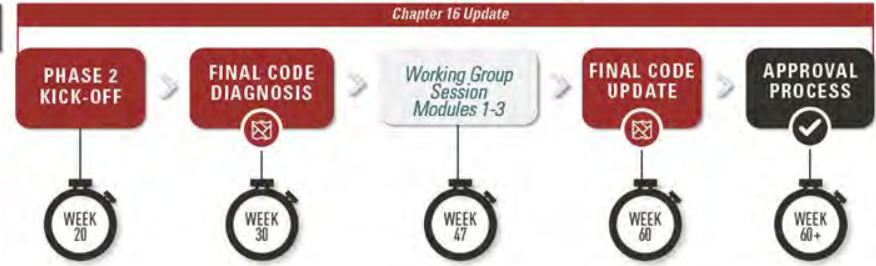 Chapter 16 Update
PHASE 2
KICK-OFF
FINAL CODE
DIAGNOSIS
Working Group
Session
Modules 1-3
FINAL CODE
UPDATE
APPROVAL
PROCESS
WEEK
20
WEEK
30
WEEK
47
WEEK
60
WEEK
60+